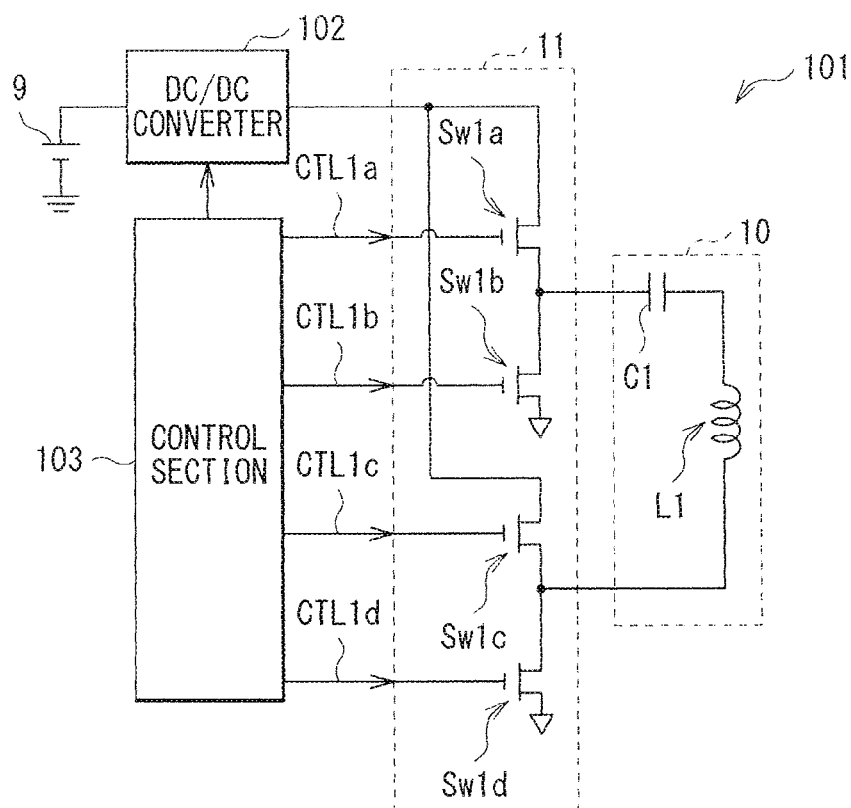 102
11
101
9
DC/DC
CONVERTER
Sw1a
CTL1a
10
Sw1b
CTL1b
C1
103
CONTROL
SECTION
CTL1c
L1
CTL1d
Sw1c
Sw1d